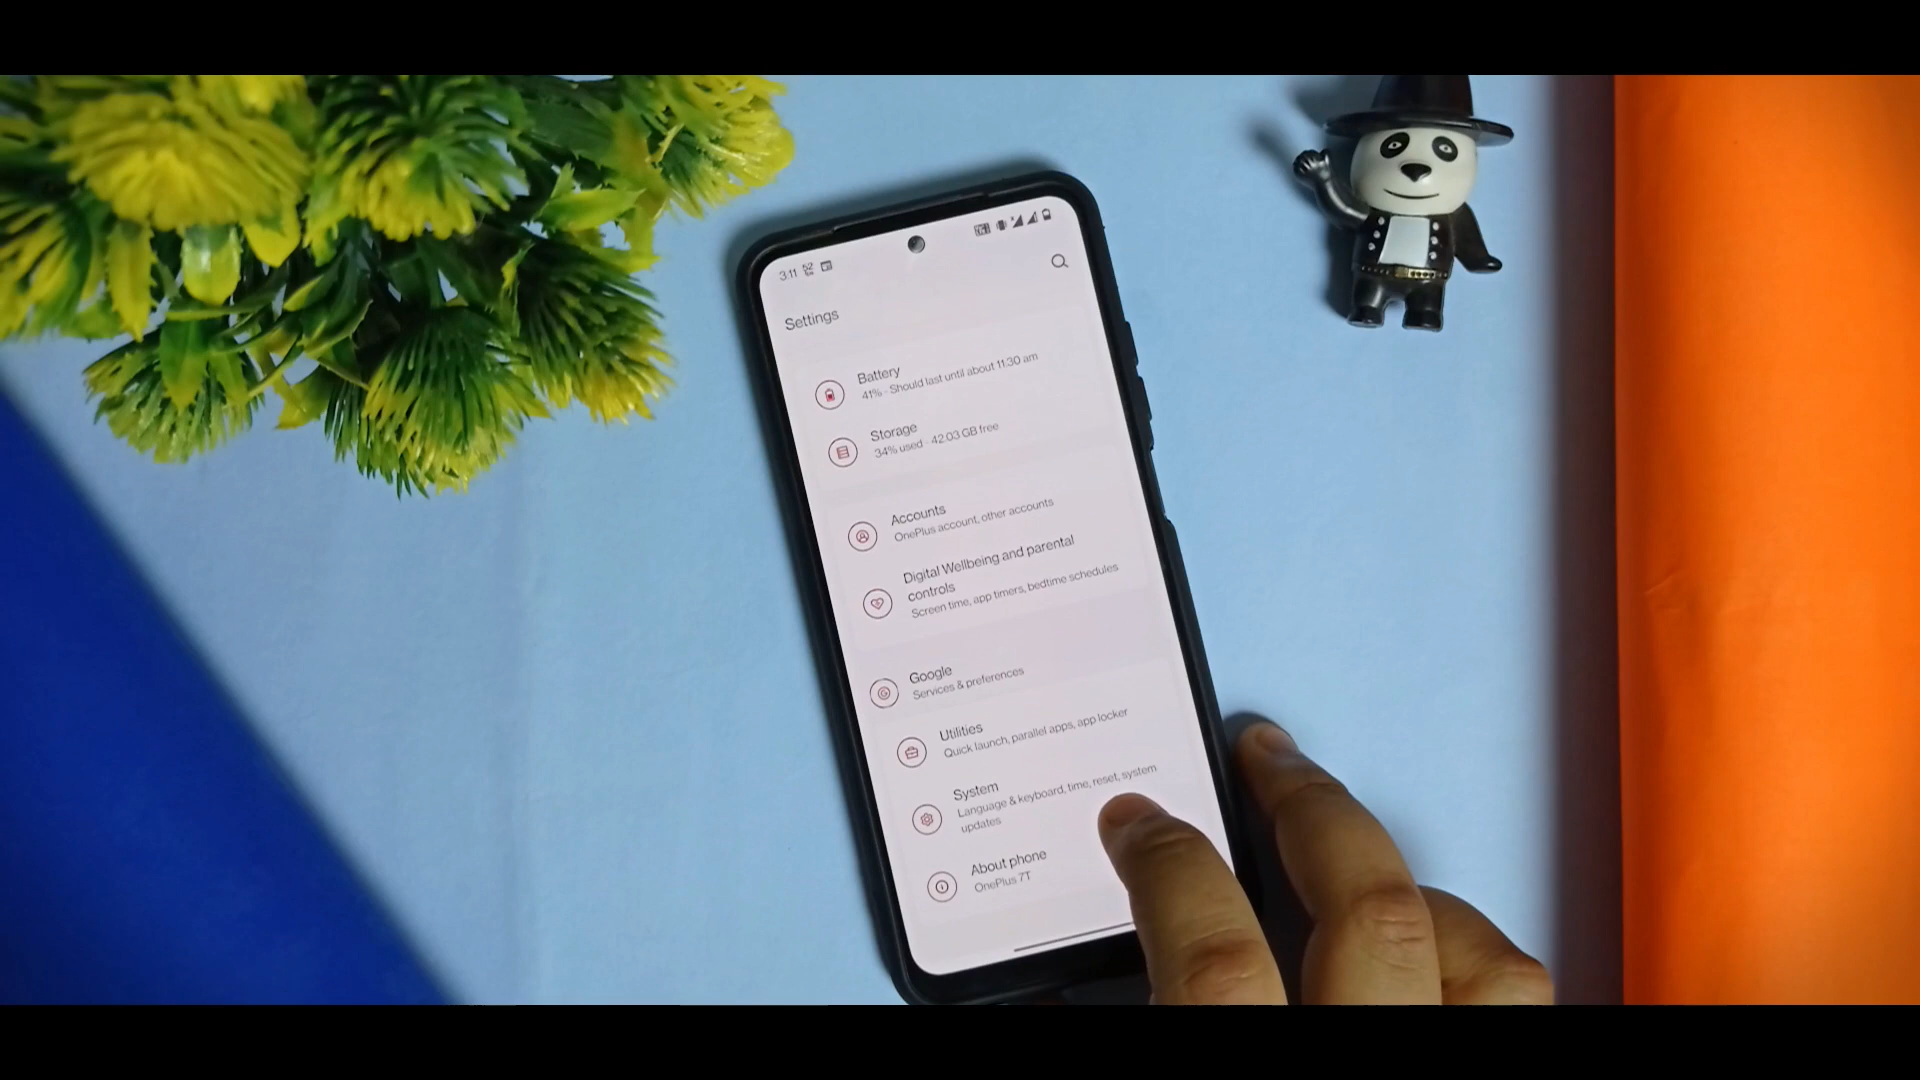 3:11
Settings
Battery
41% - Should last until about 11:30 am
Storage
34% used - 42.03 GB free
Accounts
OnePlus account, other accounts
Digital Wellbeing and parental
controls
Screen time, app timers, bedtime schedules
Google
Services & preferences
Utilities
Quick launch, parallel apps, app locker
System
Language & keyboard, time, reset, system
updates
About phone
OnePlus 7T